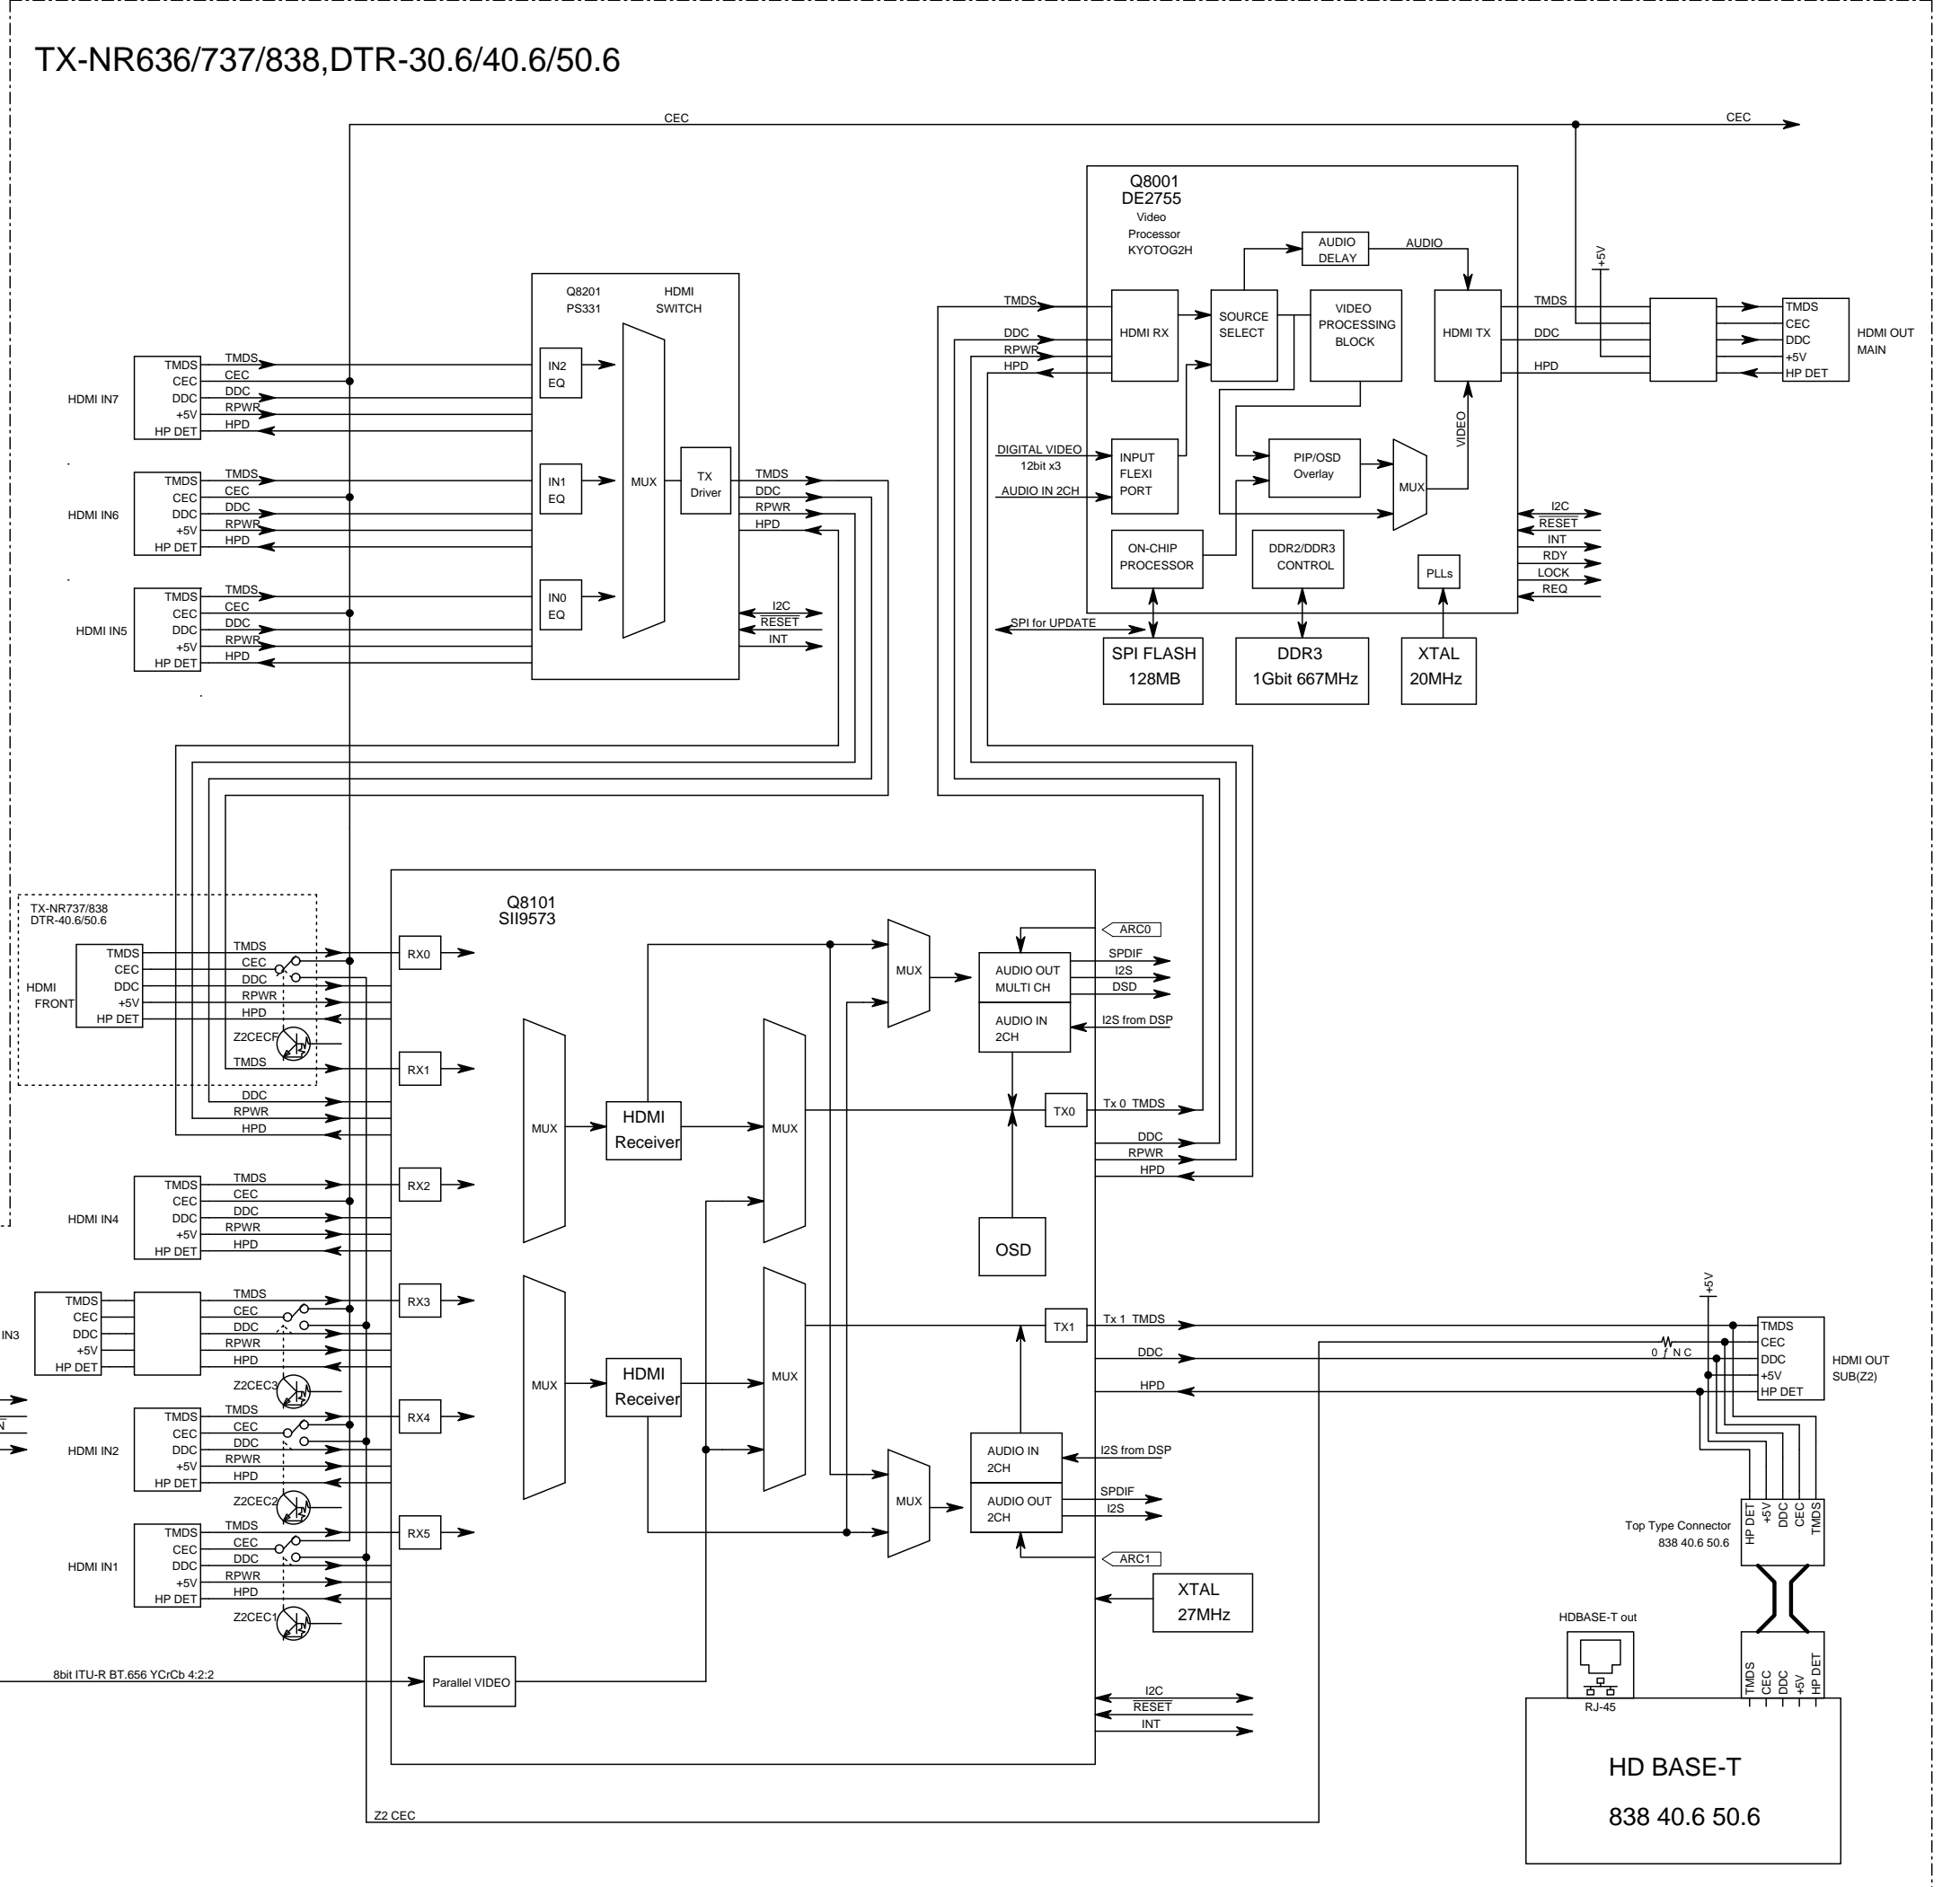 TX-NR636/737/838,DTR-30.6/40.6/50.6
CEC
CEC
Q8001
DE2755
Video
Processor
KYOTOG2H
AUDIO
DELAY
AUDIO
+5V
HDMI RX
SOURCE
SELECT
VIDEO
PROCESSING
BLOCK
HDMI TX
TMDS
DDC
RPWR
HPD
TMDS
DDC
HPD
TMDS
CEC
DDC
+5V
HP DET
HDMI OUT
MAIN
VIDEO
DIGITAL VIDEO
12bit x3
AUDIO IN 2CH
INPUT
FLEXI
PORT
PIP/OSD
Overlay
MUX
ON-CHIP
PROCESSOR
DDR2/DDR3
CONTROL
PLLs
I2C
RESET
INT
RDY
LOCK
REQ
SPI for UPDATE
SPI FLASH
128MB
DDR3
1Gbit 667MHz
XTAL
20MHz
Q8201
PS331
HDMI
SWITCH
IN2
EQ
IN1
EQ
IN0
EQ
MUX
TX
Driver
TMDS
DDC
RPWR
HPD
I2C
RESET
INT
HDMI IN7
TMDS
CEC
DDC
+5V
HP DET
TMDS
CEC
DDC
RPWR
HPD
HDMI IN6
TMDS
CEC
DDC
+5V
HP DET
TMDS
CEC
DDC
RPWR
HPD
HDMI IN5
TMDS
CEC
DDC
+5V
HP DET
TMDS
CEC
DDC
RPWR
HPD
TX-NR737/838
DTR-40.6/50.6
HDMI
FRONT
TMDS
CEC
DDC
+5V
HP DET
TMDS
CEC
DDC
RPWR
HPD
Z2CECF
TMDS
DDC
RPWR
HPD
HDMI IN4
TMDS
CEC
DDC
+5V
HP DET
TMDS
CEC
DDC
RPWR
HPD
IN3
TMDS
CEC
DDC
+5V
HP DET
TMDS
CEC
DDC
RPWR
HPD
Z2CEC3
N
HDMI IN2
TMDS
CEC
DDC
+5V
HP DET
TMDS
CEC
DDC
RPWR
HPD
Z2CEC2
HDMI IN1
TMDS
CEC
DDC
+5V
HP DET
TMDS
CEC
DDC
RPWR
HPD
Z2CEC1
8bit ITU-R BT.656 YCrCb 4:2:2
Parallel VIDEO
Q8101
SII9573
RX0
RX1
RX2
RX3
RX4
RX5
MUX
HDMI
Receiver
MUX
MUX
MUX
HDMI
Receiver
MUX
MUX
AUDIO OUT
MULTI CH
AUDIO IN
2CH
ARC0
SPDIF
I2S
DSD
I2S from DSP
TX0
Tx 0 TMDS
DDC
RPWR
HPD
OSD
TX1
Tx 1 TMDS
DDC
HPD
AUDIO IN
2CH
AUDIO OUT
2CH
I2S from DSP
SPDIF
I2S
ARC1
XTAL
27MHz
I2C
RESET
INT
Z2 CEC
+5V
0 / N C
TMDS
CEC
DDC
+5V
HP DET
HDMI OUT
SUB(Z2)
Top Type Connector
838 40.6 50.6
HP DET
+5V
DDC
CEC
TMDS
HDBASE-T out
RJ-45
TMDS
CEC
DDC
+5V
HP DET
HD BASE-T
838 40.6 50.6